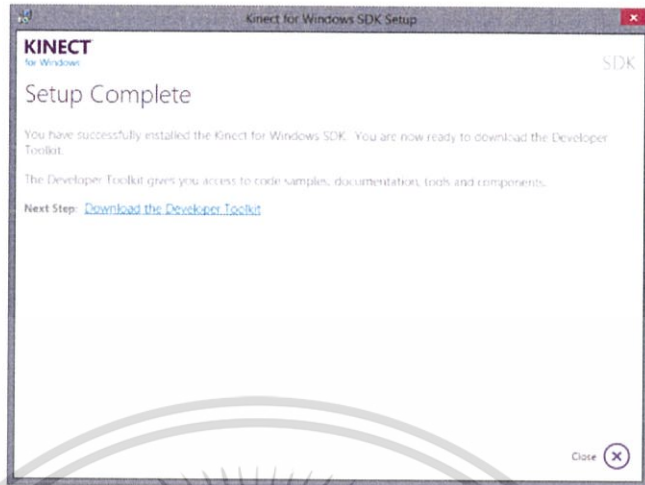 Kinect for Windows SDK Setup
KINECT
for Windows
SDK
Setup Complete
You have successfully installed the Kinect for Windows SDK. You are now ready to download the Developer
Toolkit.
The Developer Toolkit gives you access to code samples, documentation, tools and components.
Next Step: Download the Developer Toolkit
Close